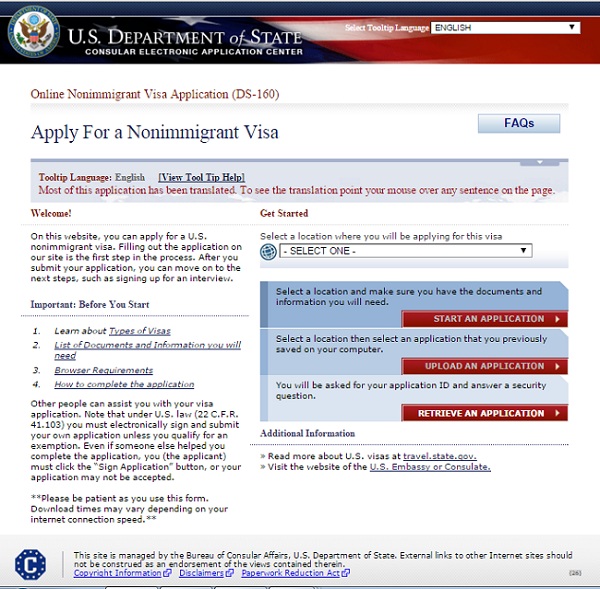 U.S. DEPARTMENT of STATE
CONSULAR ELECTRONIC APPLICATION CENTER
Select Tooltip Language ENGLISH
Online Nonimmigrant Visa Application (DS-160)
Apply For a Nonimmigrant Visa
FAQs
Tooltip Language: English [View Tool Tip Help]
Most of this application has been translated. To see the translation point your mouse over any sentence on the page.
Welcome!
On this website, you can apply for a U.S.
nonimmigrant visa. Filling out the application on
our site is the first step in the process. After you
submit your application, you can move on to the
next steps, such as signing up for an interview.
Important: Before You Start
1. Learn about Types of Visas
2. List of Documents and Information you will
need
3. Browser Requirements
4. How to complete the application
Other people can assist you with your visa
application. Note that under U.S. law (22 C.F.R.
41.103) you must electronically sign and submit
your own application unless you qualify for an
exemption. Even if someone else helped you
complete the application, you (the applicant)
must click the "Sign Application" button, or your
application may not be accepted.
**Please be patient as you use this form.
Download times may vary depending on your
internet connection speed.**
Get Started
Select a location where you will be applying for this visa
- SELECT ONE -
Select a location and make sure you have the documents and
information you will need.
START AN APPLICATION
Select a location then select an application that you previously
saved on your computer.
UPLOAD AN APPLICATION
You will be asked for your application ID and answer a security
question.
RETRIEVE AN APPLICATION
Additional Information
» Read more about U.S. visas at travel.state.gov.
» Visit the website of the U.S. Embassy or Consulate.
This site is managed by the Bureau of Consular Affairs, U.S. Department of State. External links to other Internet sites should
not be construed as an endorsement of the views contained therein.
Copyright Information Disclaimers Paperwork Reduction Act
(26)